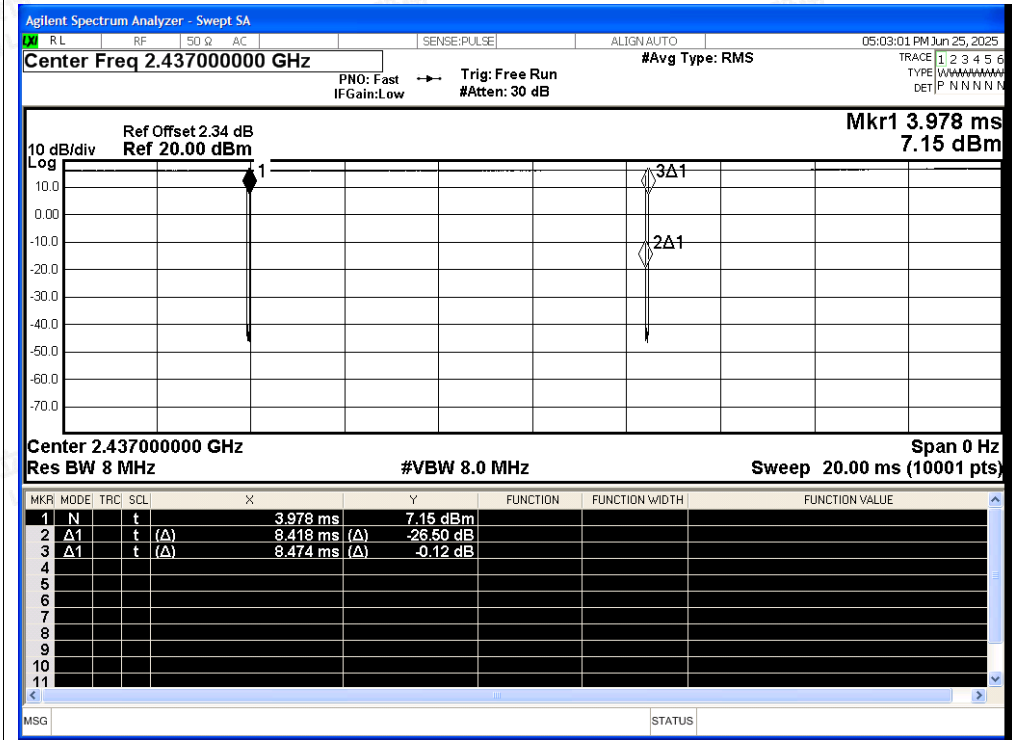 Agilent Spectrum Analyzer - Swept SA
LXI RL RF 50 Ω AC SENSE:PULSE ALIGN AUTO 05:03:01 PM Jun 25, 2025
Center Freq 2.437000000 GHz #Avg Type: RMS TRACE 1 2 3 4 5 6
PNO: Fast Trig: Free Run TYPE
IFGain:Low #Atten: 30 dB DET P N N N N N
Mkr1 3.978 ms
Ref Offset 2.34 dB
10 dB/div Ref 20.00 dBm 7.15 dBm
Log
1 3Δ1
10.0
0.00
-10.0 2Δ1
-20.0
-30.0
-40.0
-50.0
-60.0
-70.0
Center 2.437000000 GHz Span 0 Hz
Res BW 8 MHz #VBW 8.0 MHz Sweep 20.00 ms (10001 pts)
MKR MODE TRC SCL X Y FUNCTION FUNCTION WIDTH FUNCTION VALUE
1 N t 3.978 ms 7.15 dBm
2 Δ1 t (Δ) 8.418 ms (Δ) -26.50 dB
3 Δ1 t (Δ) 8.474 ms (Δ) -0.12 dB
4
5
6
7
8
9
10
11
MSG STATUS